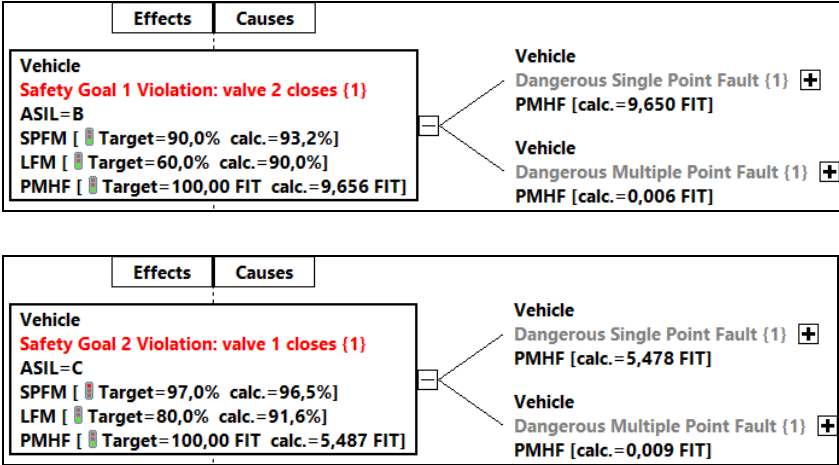 Effects Causes
Vehicle
Safety Goal 1 Violation: valve 2 closes {1}
ASIL=B
SPFM [ Target=90,0% calc.=93,2%]
LFM [ Target=60,0% calc.=90,0%]
PMHF [ Target=100,00 FIT calc.=9,656 FIT]
Vehicle
Dangerous Single Point Fault {1}
PMHF [calc.=9,650 FIT]
Vehicle
Dangerous Multiple Point Fault {1}
PMHF [calc.=0,006 FIT]
Effects Causes
Vehicle
Safety Goal 2 Violation: valve 1 closes {1}
ASIL=C
SPFM [ Target=97,0% calc.=96,5%]
LFM [ Target=80,0% calc.=91,6%]
PMHF [ Target=100,00 FIT calc.=5,487 FIT]
Vehicle
Dangerous Single Point Fault {1}
PMHF [calc.=5,478 FIT]
Vehicle
Dangerous Multiple Point Fault {1}
PMHF [calc.=0,009 FIT]